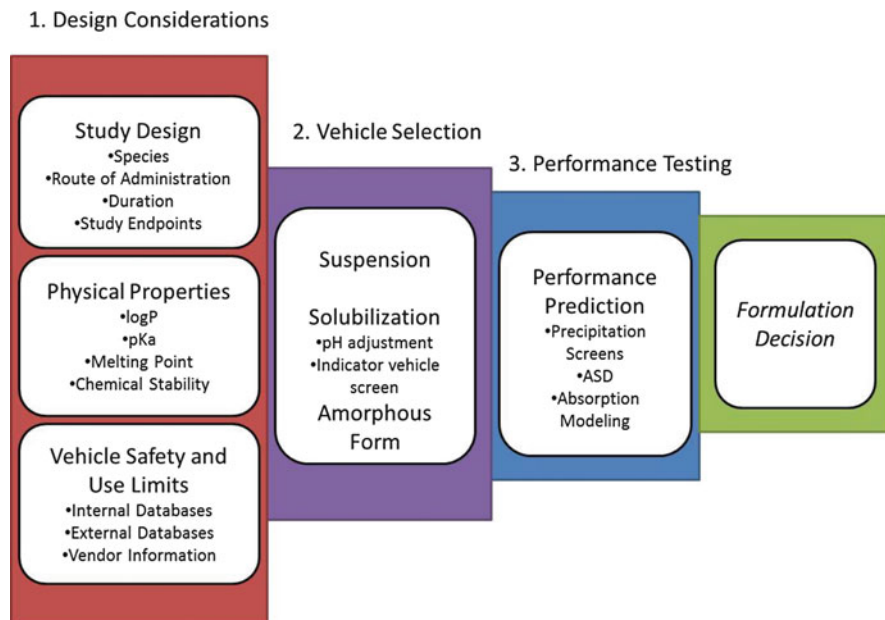 1. Design Considerations
Study Design
•Species
•Route of Administration
•Duration
•Study Endpoints
Physical Properties
•logP
•pKa
•Melting Point
•Chemical Stability
Vehicle Safety and
Use Limits
•Internal Databases
•External Databases
•Vendor Information
2. Vehicle Selection
Suspension
Solubilization
•pH adjustment
•Indicator vehicle
screen
Amorphous
Form
3. Performance Testing
Performance
Prediction
•Precipitation
Screens
•ASD
•Absorption
Modeling
Formulation
Decision